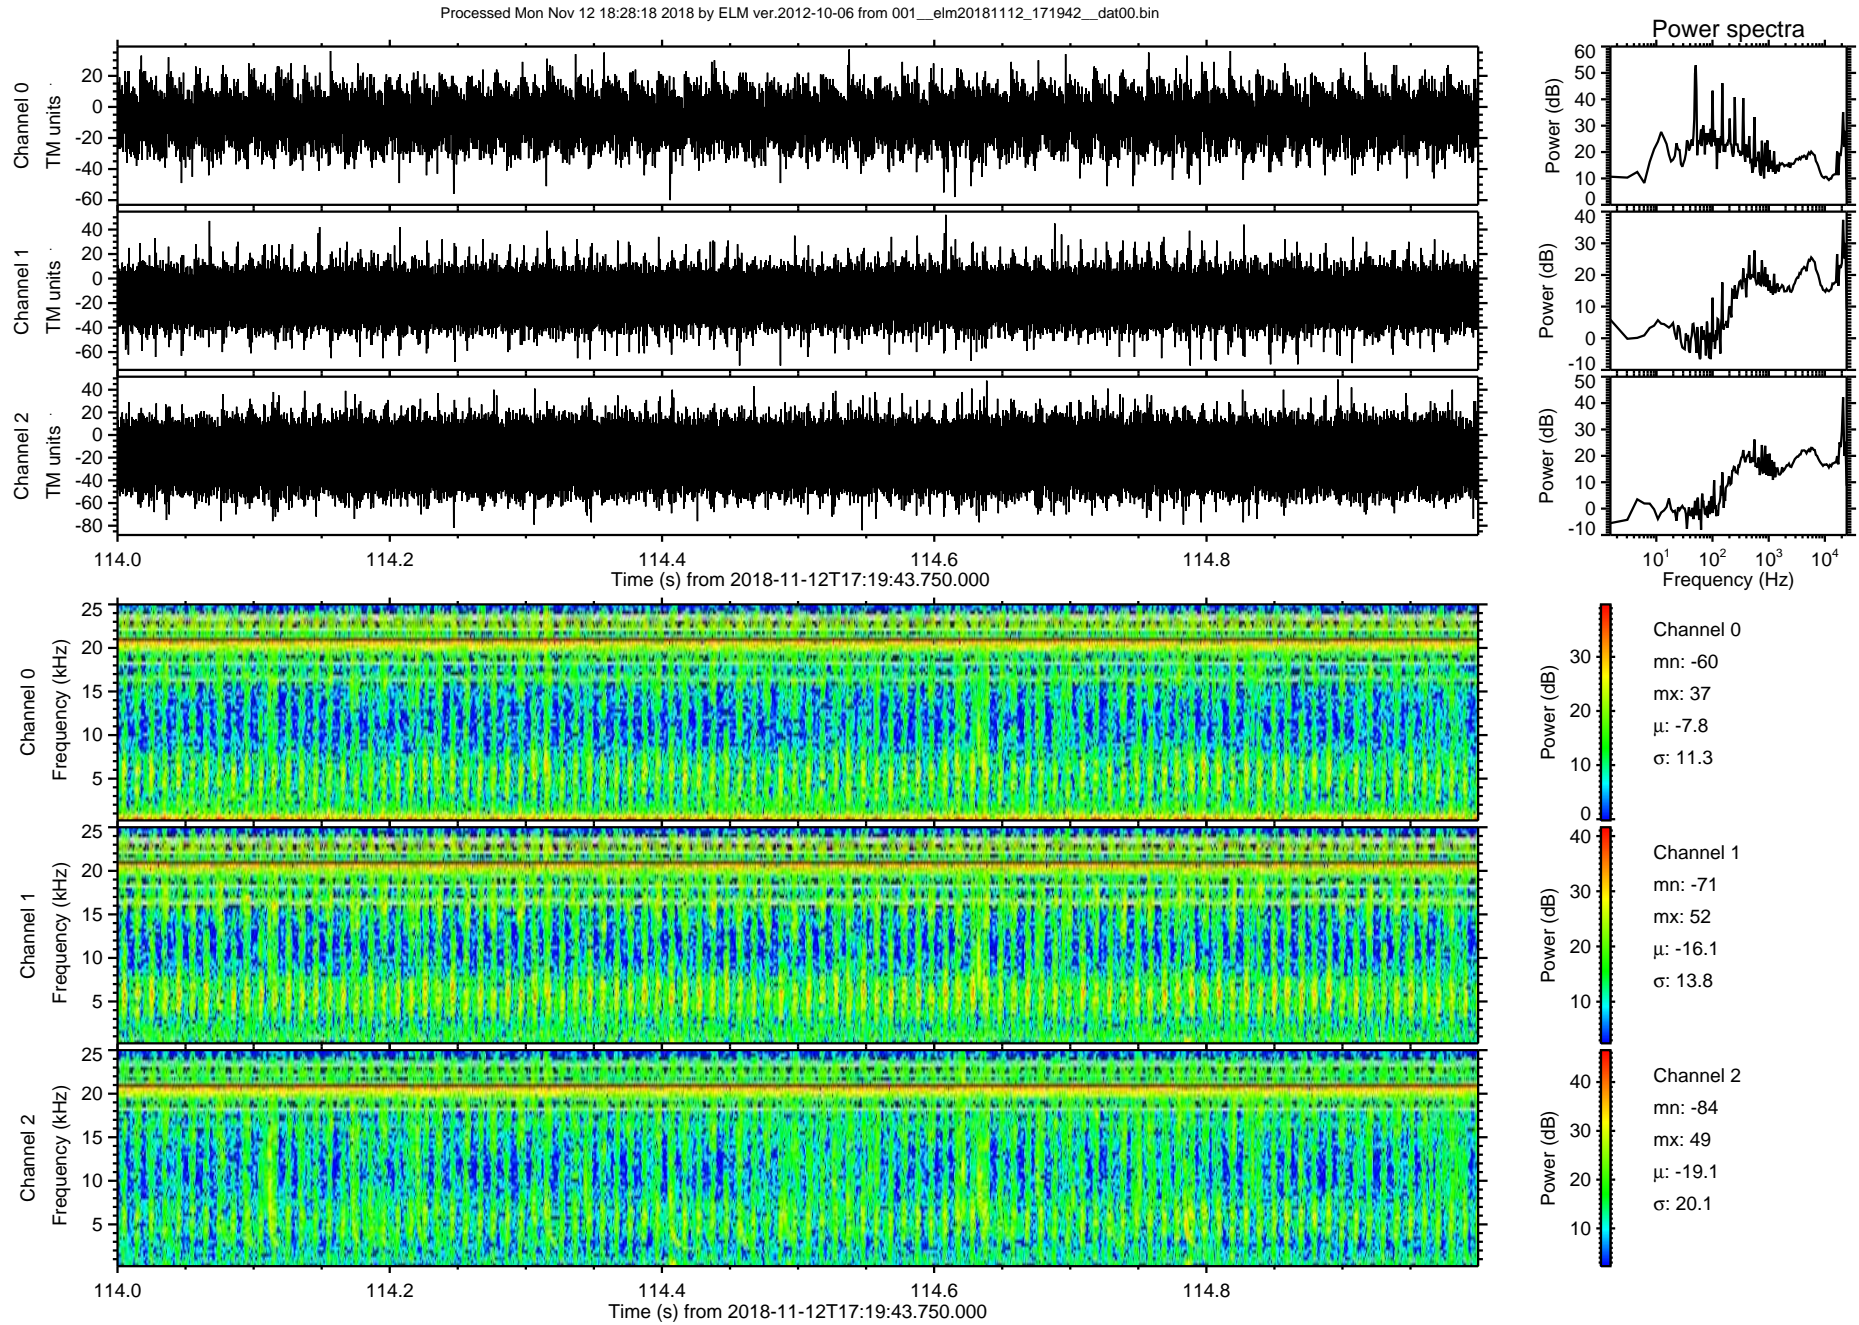 Processed Mon Nov 12 18:28:18 2018 by ELM ver.2012-10-06 from 001__elm20181112_171942__dat00.bin
Power spectra
Channel 0
TM units
20
0
-20
-40
-60
Power (dB)
60
50
40
30
20
10
0
Channel 1
TM units
40
20
0
-20
-40
-60
Power (dB)
40
30
20
10
0
-10
Channel 2
TM units
40
20
0
-20
-40
-60
-80
Power (dB)
50
40
30
20
10
0
-10
114.0 114.2 114.4 114.6 114.8
Time (s) from 2018-11-12T17:19:43.750.000
10¹ 10² 10³ 10⁴
Frequency (Hz)
Channel 0
Frequency (kHz)
25
20
15
10
5
Power (dB)
30
20
10
0
Channel 0
mn: -60
mx: 37
μ: -7.8
σ: 11.3
Channel 1
Frequency (kHz)
25
20
15
10
5
Power (dB)
40
30
20
10
Channel 1
mn: -71
mx: 52
μ: -16.1
σ: 13.8
Channel 2
Frequency (kHz)
25
20
15
10
5
Power (dB)
40
30
20
10
Channel 2
mn: -84
mx: 49
μ: -19.1
σ: 20.1
114.0 114.2 114.4 114.6 114.8
Time (s) from 2018-11-12T17:19:43.750.000